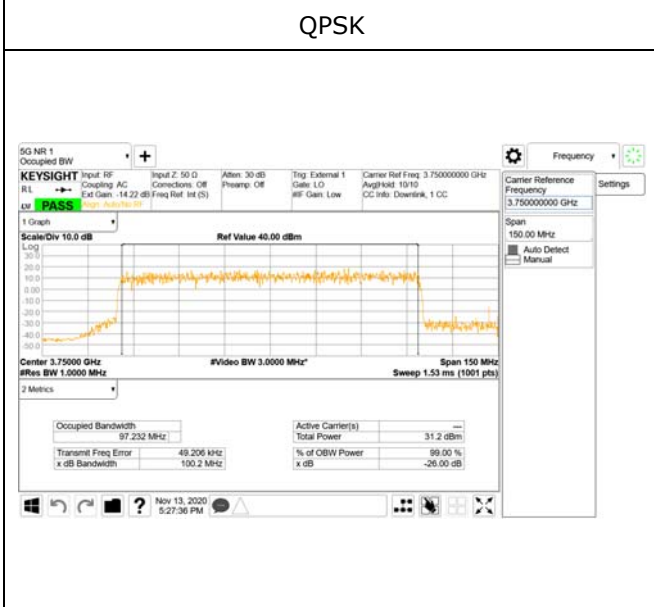 QPSK
5G NR 1
Occupied BW
+
Frequency
KEYSIGHT
Input: RF
Input Z: 50 Ω
Atten: 30 dB
Trig: External 1
Carrier Ref Freq: 3.750000000 GHz
RL
Coupling: AC
Corrections: Off
Preamp: Off
Gate: LO
Avg|Hold: 10/10
Ext Gain: -14.22 dB
Freq Ref: Int (S)
#IF Gain: Low
CC Info: Downlink, 1 CC
PASS
Align: Auto/No RF
Carrier Reference
Frequency
3.750000000 GHz
Settings
Span
150.00 MHz
Auto Detect
Manual
1 Graph
Scale/Div 10.0 dB
Ref Value 40.00 dBm
Log
30.0
20.0
10.0
0.00
-10.0
-20.0
-30.0
-40.0
-50.0
Center 3.75000 GHz
#Video BW 3.0000 MHz*
Span 150 MHz
#Res BW 1.0000 MHz
Sweep 1.53 ms (1001 pts)
2 Metrics
Occupied Bandwidth
97.232 MHz
Active Carrier(s)
---
Total Power
31.2 dBm
Transmit Freq Error
49.206 kHz
% of OBW Power
99.00 %
x dB Bandwidth
100.2 MHz
x dB
-26.00 dB
?
Nov 13, 2020
5:27:36 PM